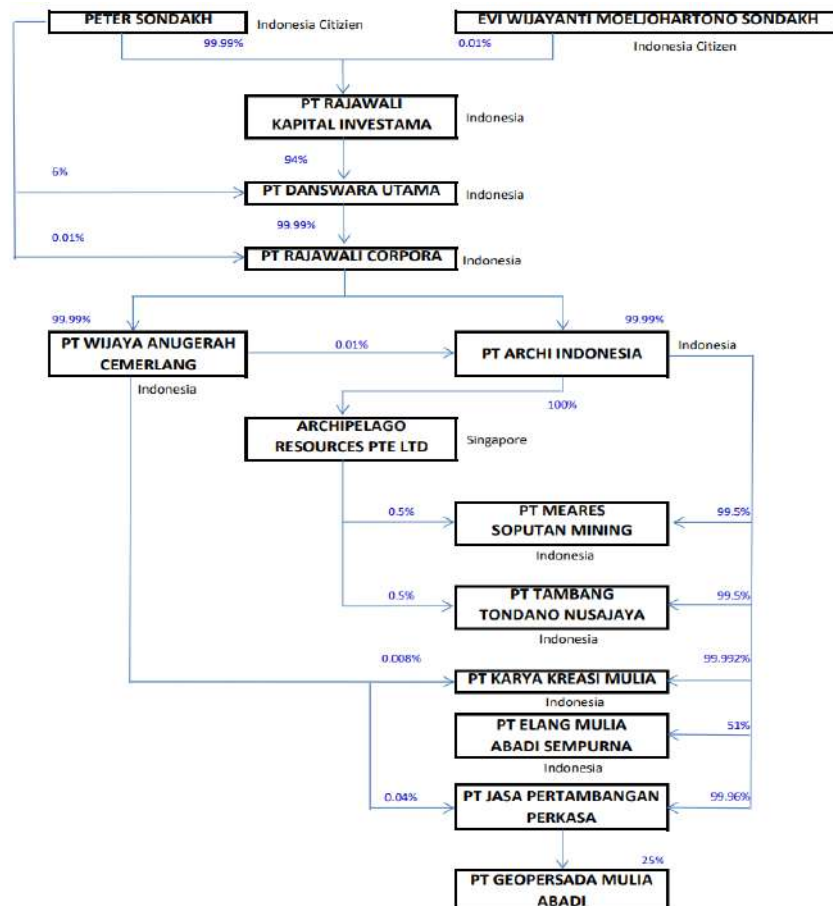 PETER SONDAKH
Indonesia Citizien
EVI WIJAYANTI MOELJOHARTONO SONDAKH
99.99%
0.01%
Indonesia Citizen
PT RAJAWALI
KAPITAL INVESTAMA
Indonesia
94%
6%
PT DANSWARA UTAMA
Indonesia
99.99%
0.01%
PT RAJAWALI CORPORA
Indonesia
99.99%
99.99%
PT WIJAYA ANUGERAH
CEMERLANG
0.01%
PT ARCHI INDONESIA
Indonesia
Indonesia
100%
ARCHIPELAGO
RESOURCES PTE LTD
Singapore
0.5%
PT MEARES
SOPUTAN MINING
99.5%
Indonesia
0.5%
PT TAMBANG
TONDANO NUSAJAYA
99.5%
Indonesia
0.008%
PT KARYA KREASI MULIA
99.992%
Indonesia
PT ELANG MULIA
ABADI SEMPURNA
51%
Indonesia
0.04%
PT JASA PERTAMBANGAN
PERKASA
99.96%
25%
PT GEOPERSADA MULIA
ABADI